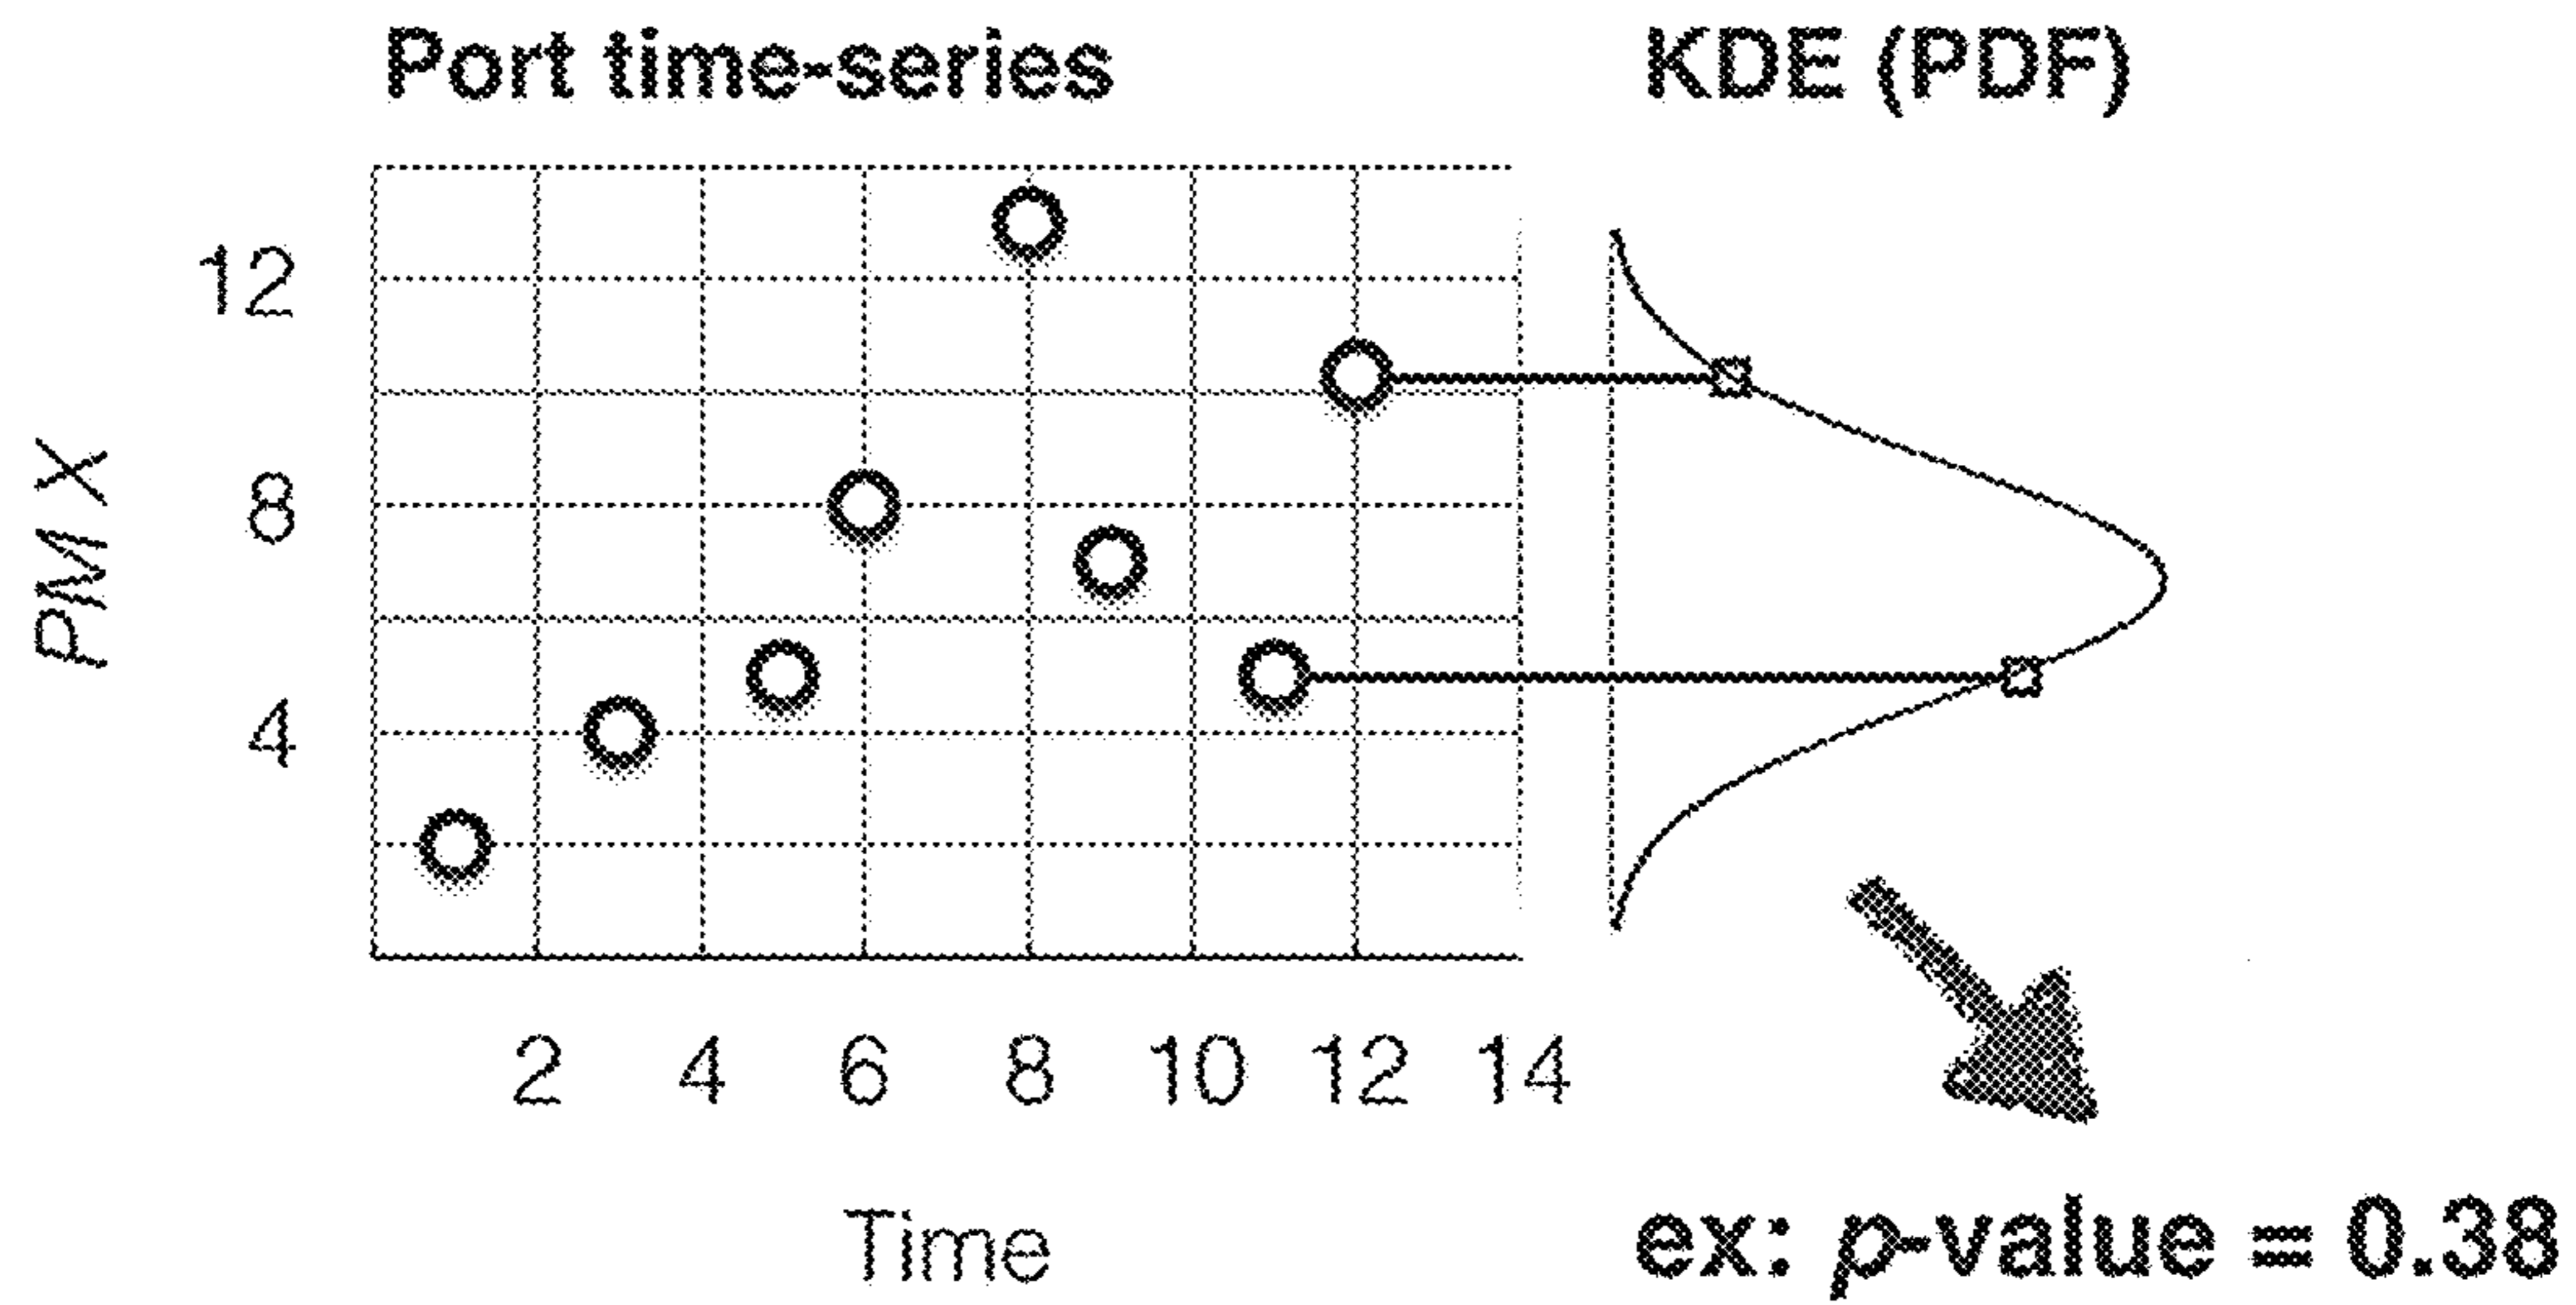 Port time-series
KDE (PDF)
12
8
4
PM X
2 4 6 8 10 12 14
Time
ex: p-value = 0.38